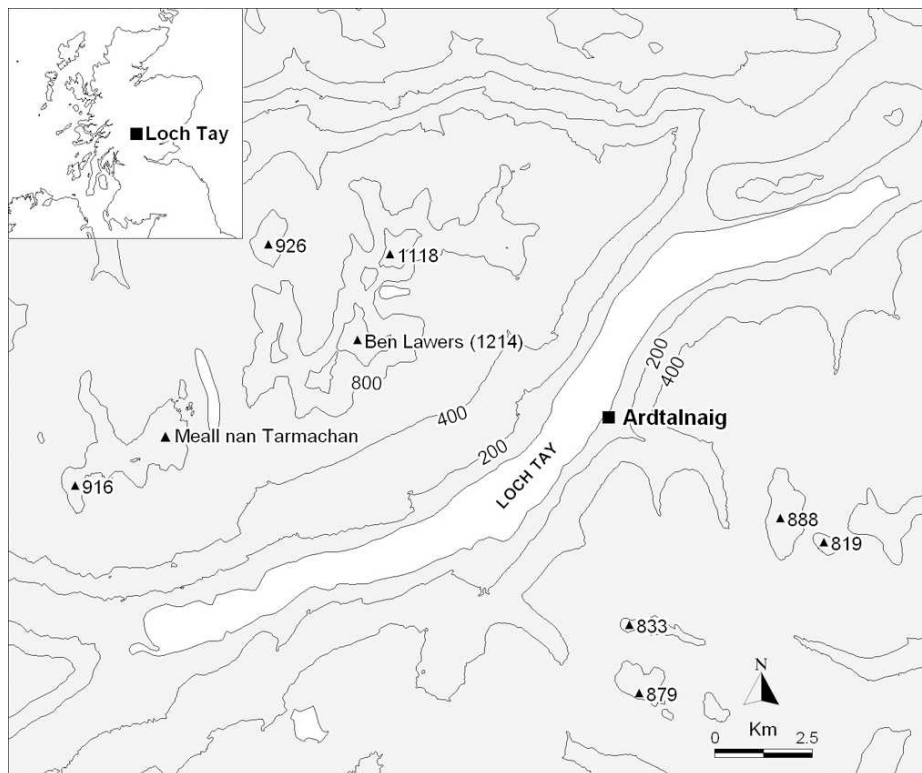 Loch Tay
926
1118
Ben Lawers (1214)
800
400
200
Meall nan Tarmachan
916
LOCH TAY
200
400
Ardtalnaig
888
819
833
879
N
Km
0 2.5